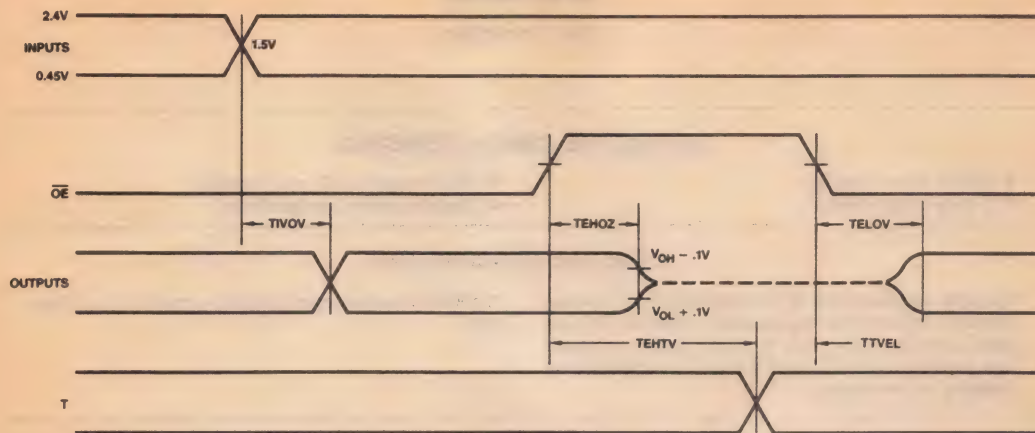 2.4V
INPUTS
1.5V
0.45V
OE
TIVOV
TEHOZ
TELOV
OUTPUTS
VOH − .1V
VOL + .1V
TEHTV
TTVEL
T